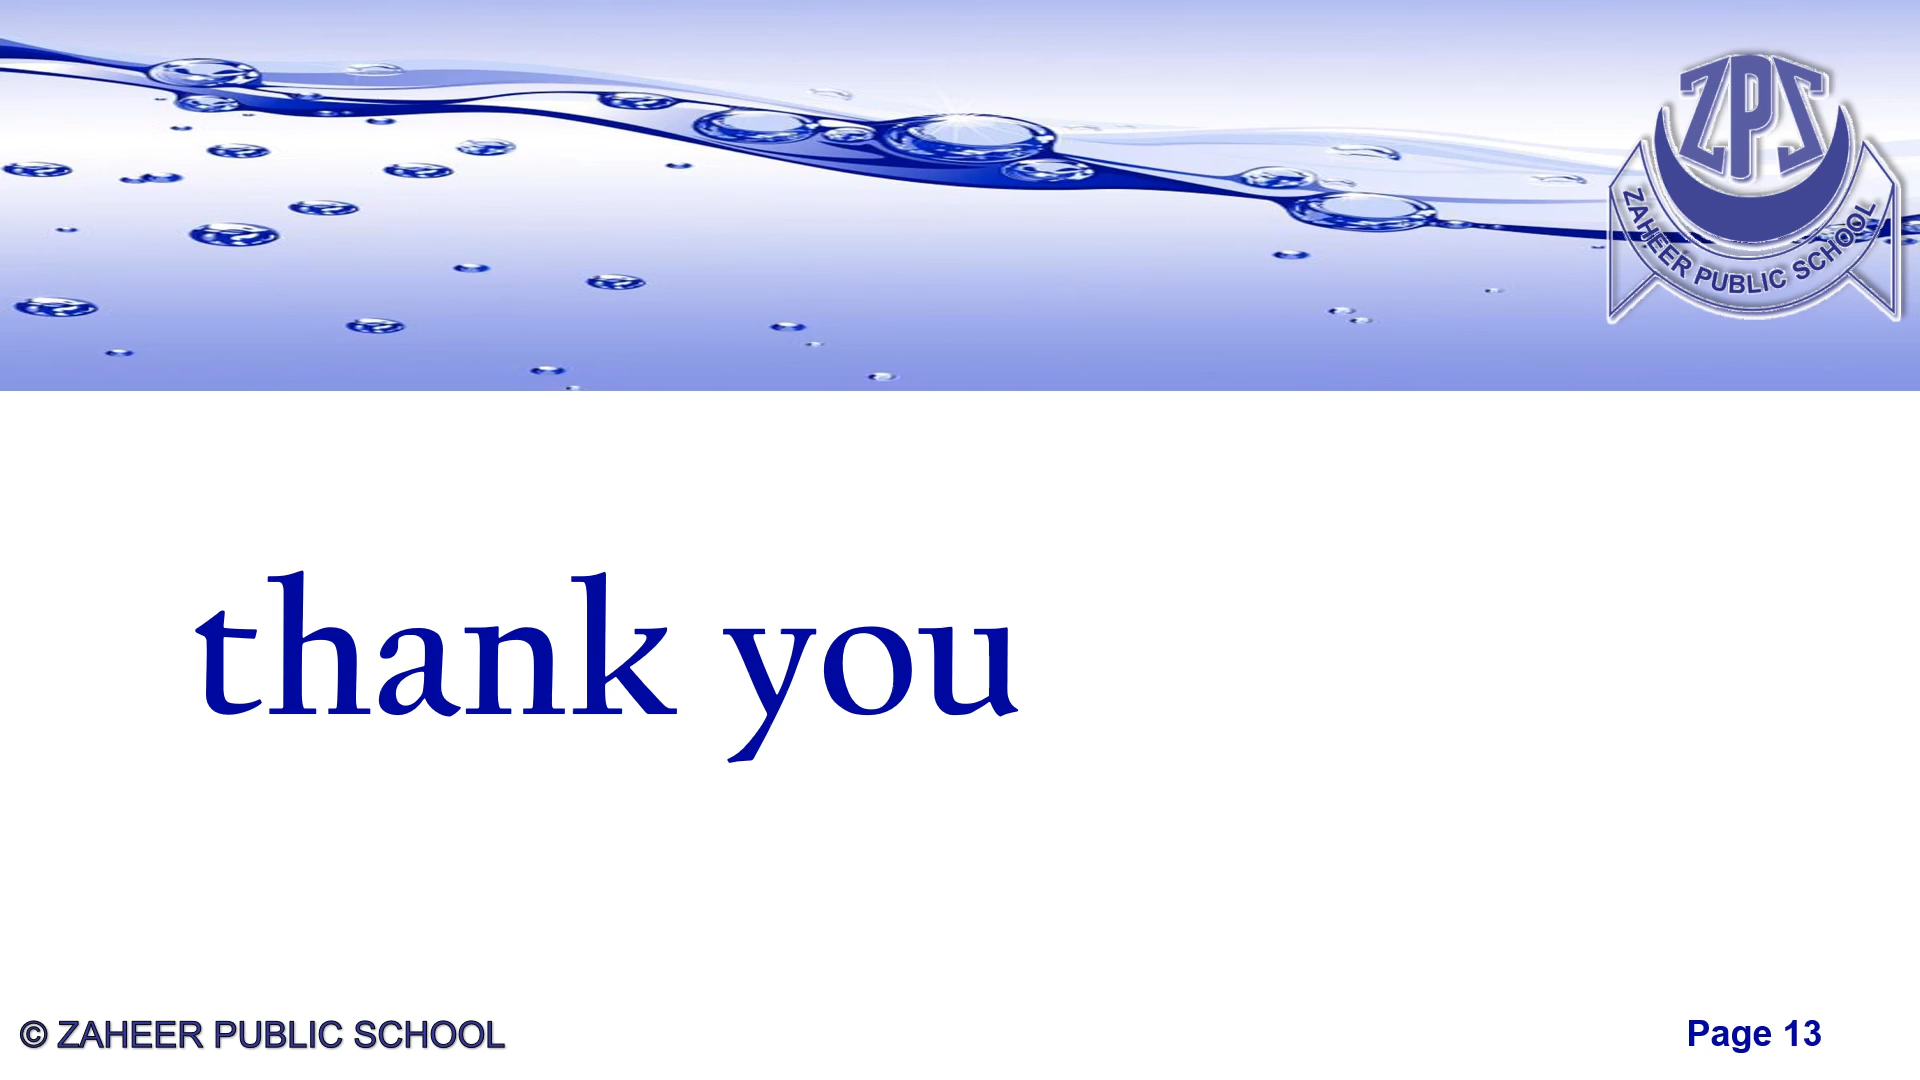 ZPS
ZAHEER PUBLIC SCHOOL
thank you
© ZAHEER PUBLIC SCHOOL
Page 13